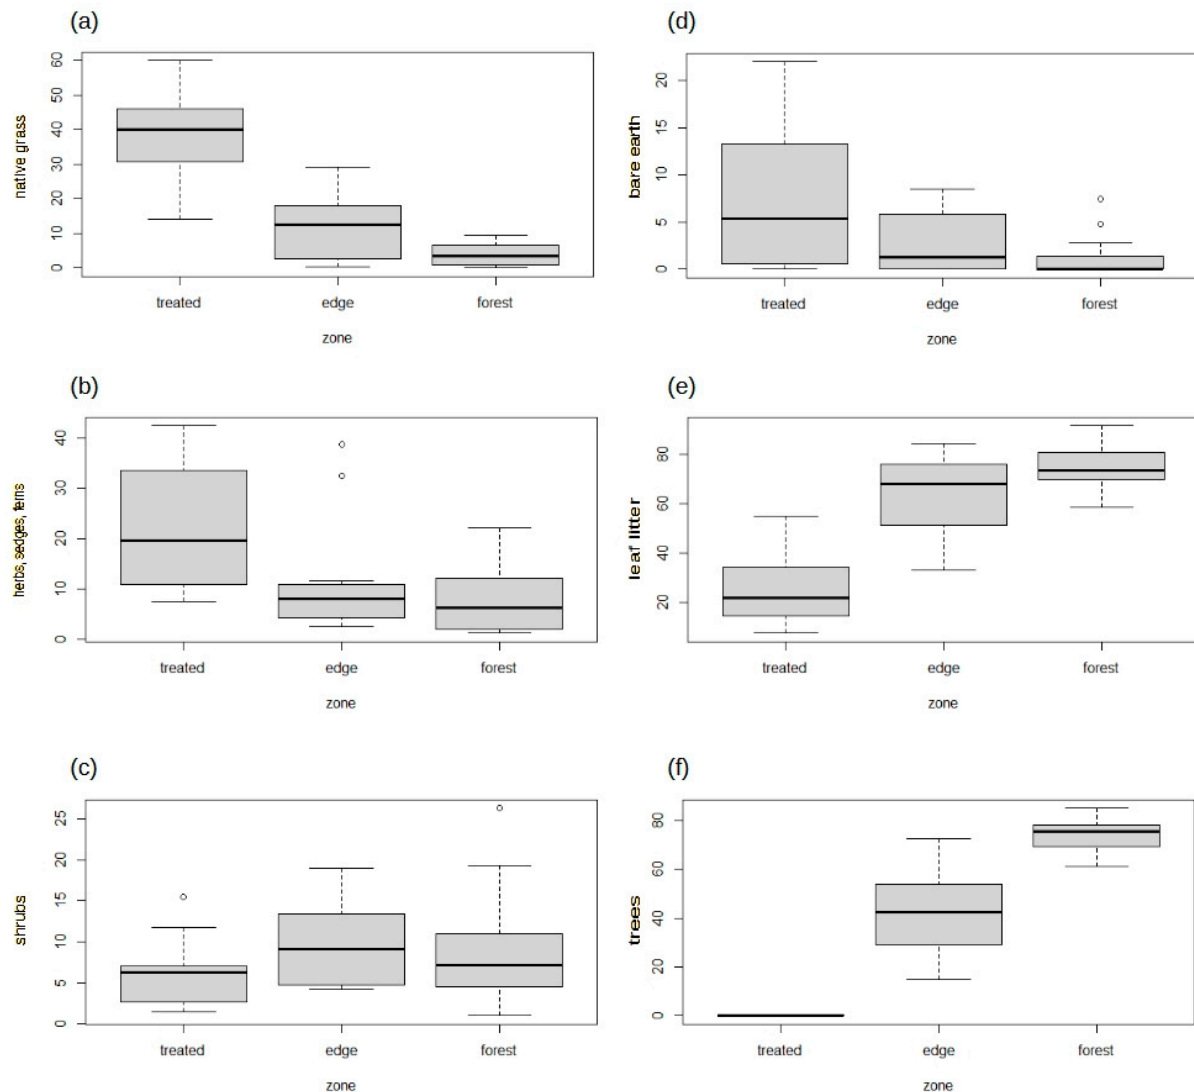 (a)
native grass
60
50
40
30
20
10
0
treated edge forest
zone
(b)
herbs, sedges, ferns
40
30
20
10
0
treated edge forest
zone
(c)
shrubs
25
20
15
10
5
0
treated edge forest
zone
(d)
bare earth
20
15
10
5
0
treated edge forest
zone
(e)
leaf litter
80
60
40
20
treated edge forest
zone
(f)
trees
80
60
40
20
0
treated edge forest
zone